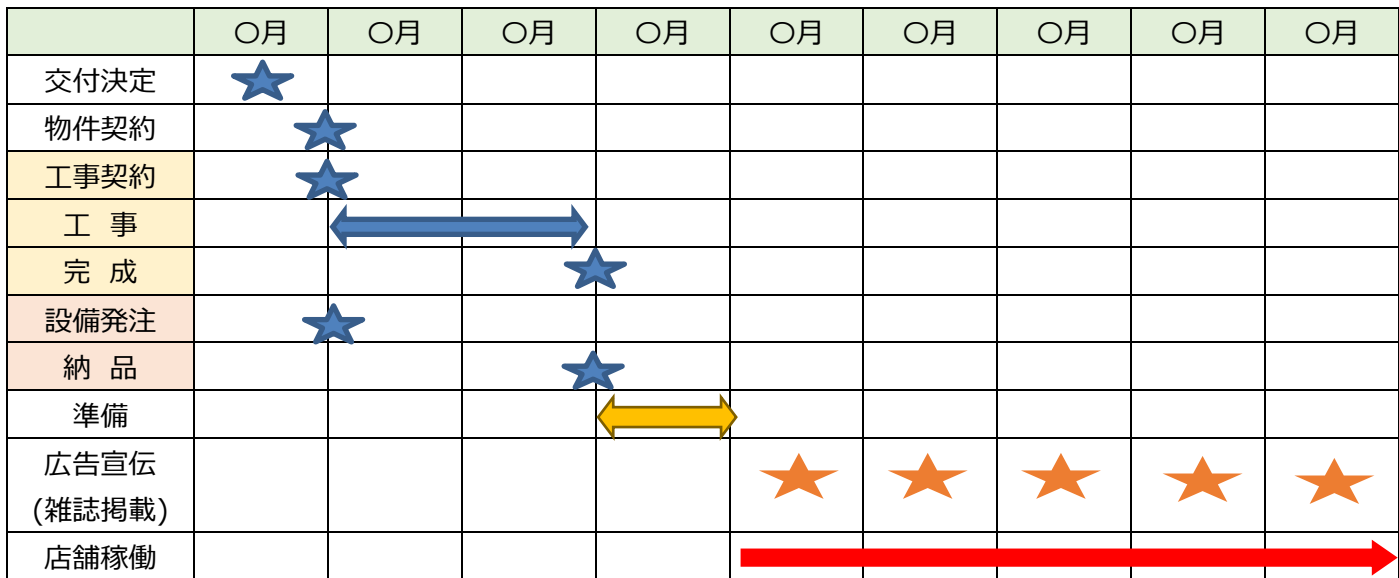 〇月 〇月 〇月 〇月 〇月 〇月 〇月 〇月 〇月
交付決定
物件契約
工事契約
工 事
完 成
設備発注
納 品
準備
広告宣伝
(雑誌掲載)
店舗稼働